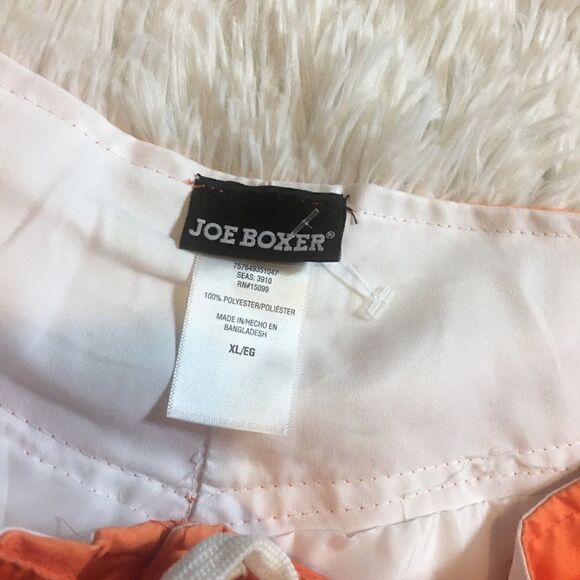 JOE BOXER®
757649351047
SEAS: 3910
RN#15099
100% POLYESTER/POLIÉSTER
MADE IN/HECHO EN
BANGLADESH
XL/EG